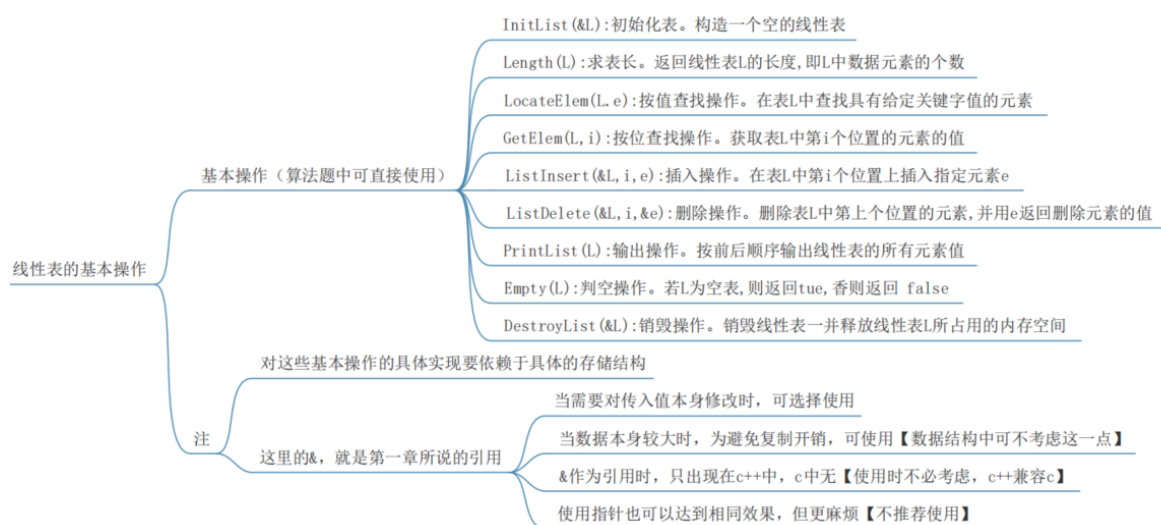 线性表的基本操作
基本操作（算法题中可直接使用）
InitList(&L):初始化表。构造一个空的线性表
Length(L):求表长。返回线性表L的长度,即L中数据元素的个数
LocateElem(L.e):按值查找操作。在表L中查找具有给定关键字值的元素
GetElem(L,i):按位查找操作。获取表L中第i个位置的元素的值
ListInsert(&L,i,e):插入操作。在表L中第i个位置上插入指定元素e
ListDelete(&L,i,&e):删除操作。删除表L中第上个位置的元素,并用e返回删除元素的值
PrintList(L):输出操作。按前后顺序输出线性表的所有元素值
Empty(L):判空操作。若L为空表,则返回tue,香则返回 false
DestroyList(&L):销毁操作。销毁线性表一并释放线性表L所占用的内存空间
注
对这些基本操作的具体实现要依赖于具体的存储结构
这里的&，就是第一章所说的引用
当需要对传入值本身修改时，可选择使用
当数据本身较大时，为避免复制开销，可使用【数据结构中可不考虑这一点】
&作为引用时，只出现在c++中，c中无【使用时不必考虑，c++兼容c】
使用指针也可以达到相同效果，但更麻烦【不推荐使用】